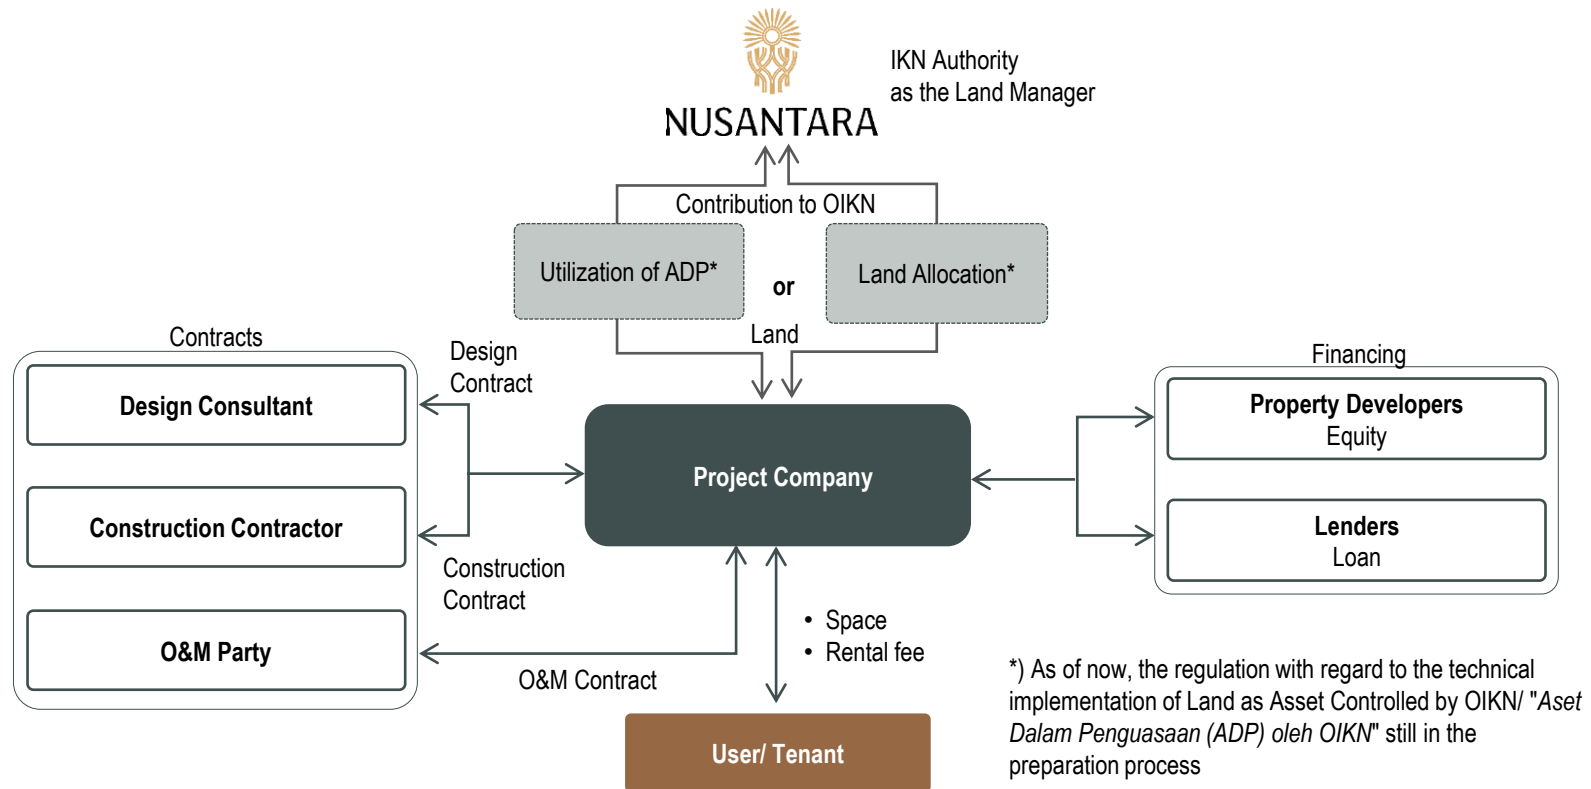 NUSANTARA
IKN Authority
as the Land Manager
Contribution to OIKN
Utilization of ADP*
or
Land Allocation*
Land
Contracts
Design
Contract
Design Consultant
Construction Contractor
Construction
Contract
O&M Party
O&M Contract
Project Company
• Space
• Rental fee
User/ Tenant
Financing
Property Developers
Equity
Lenders
Loan
*) As of now, the regulation with regard to the technical
implementation of Land as Asset Controlled by OIKN/ "Aset
Dalam Penguasaan (ADP) oleh OIKN" still in the
preparation process